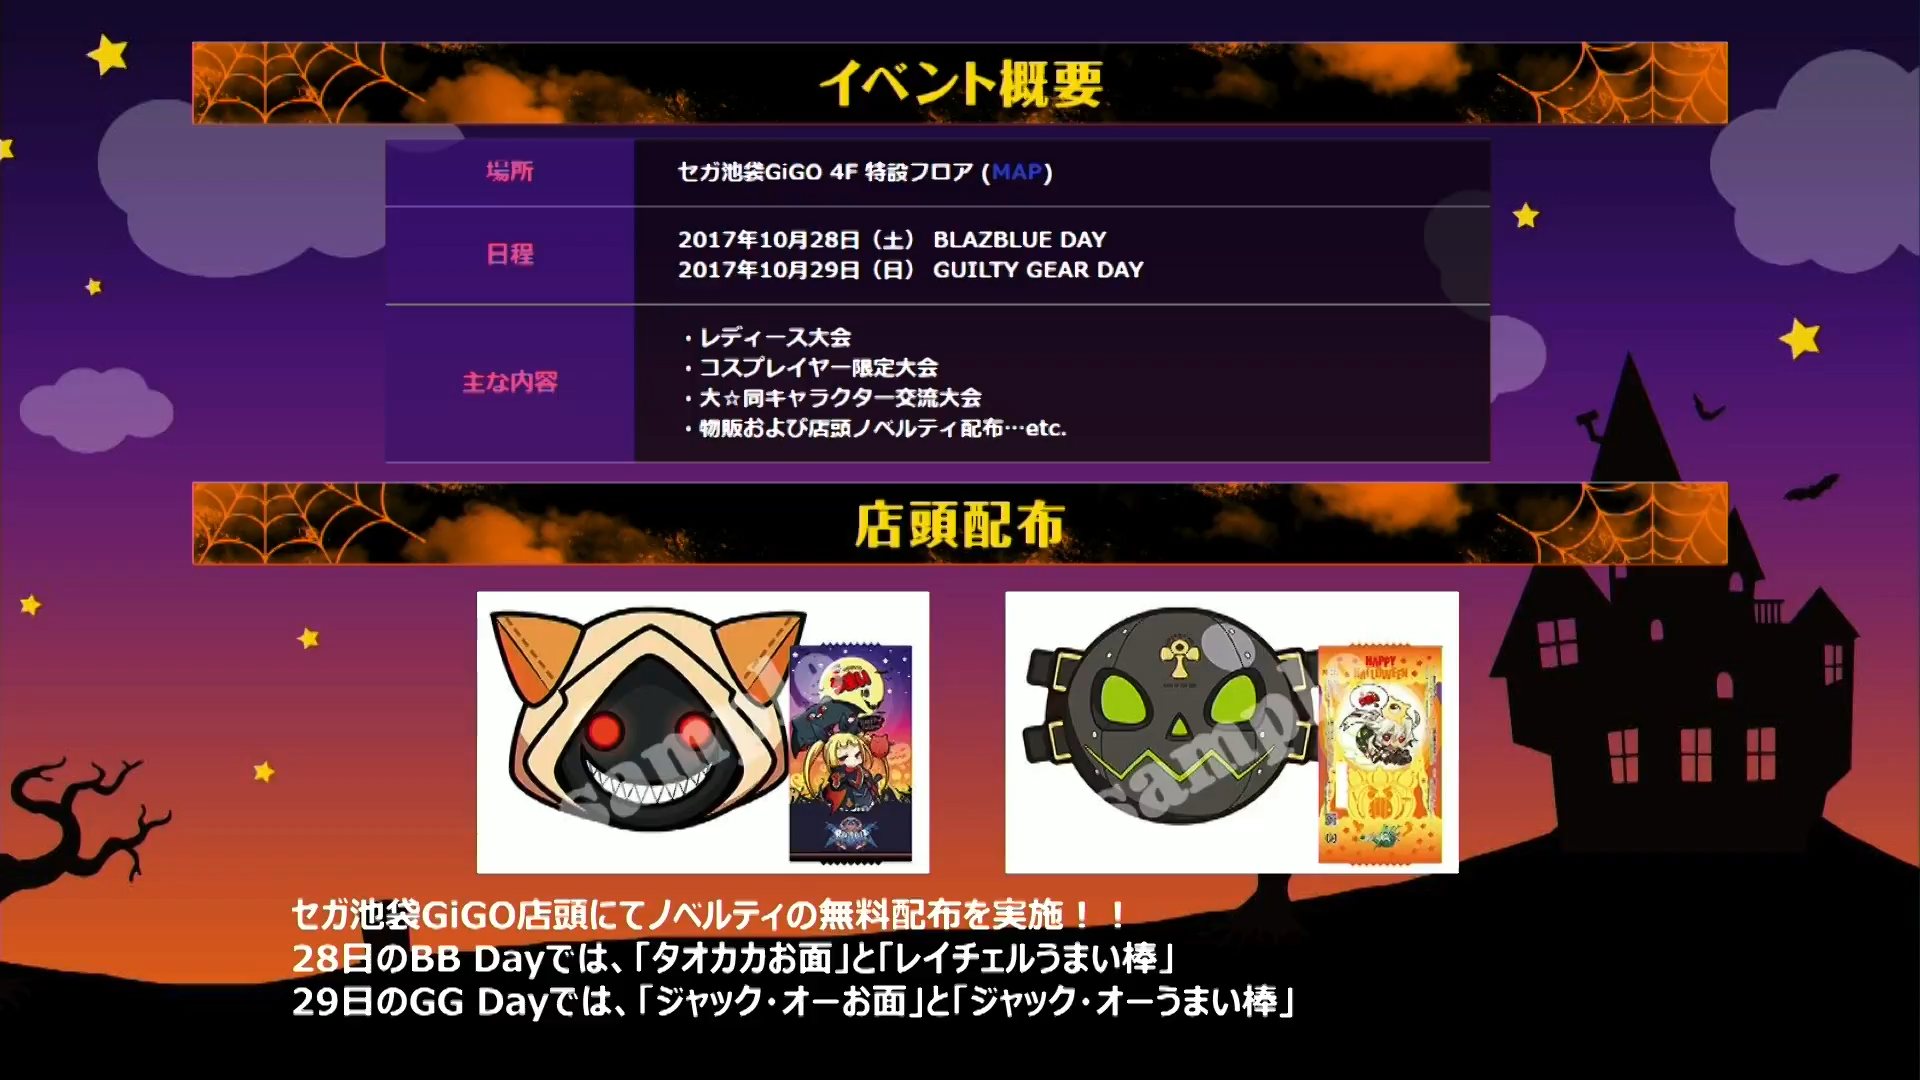 イベント概要
場所
セガ池袋GiGO 4F 特設フロア (MAP)
日程
2017年10月28日（土） BLAZBLUE DAY
2017年10月29日（日） GUILTY GEAR DAY
主な内容
・レディース大会
・コスプレイヤー限定大会
・大☆同キャラクター交流大会
・物販および店頭ノベルティ配布…etc.
店頭配布
sample
うまい棒
sample
HAPPY HALLOWEEN
セガ池袋GiGO店頭にてノベルティの無料配布を実施！！
28日のBB Dayでは、「タオカカお面」と「レイチェルうまい棒」
29日のGG Dayでは、「ジャック・オーお面」と「ジャック・オーうまい棒」